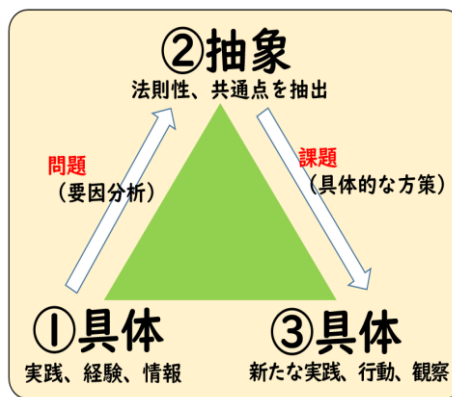 ②抽象
法則性、共通点を抽出
問題
（要因分析）
課題
（具体的な方策）
①具体
実践、経験、情報
③具体
新たな実践、行動、観察